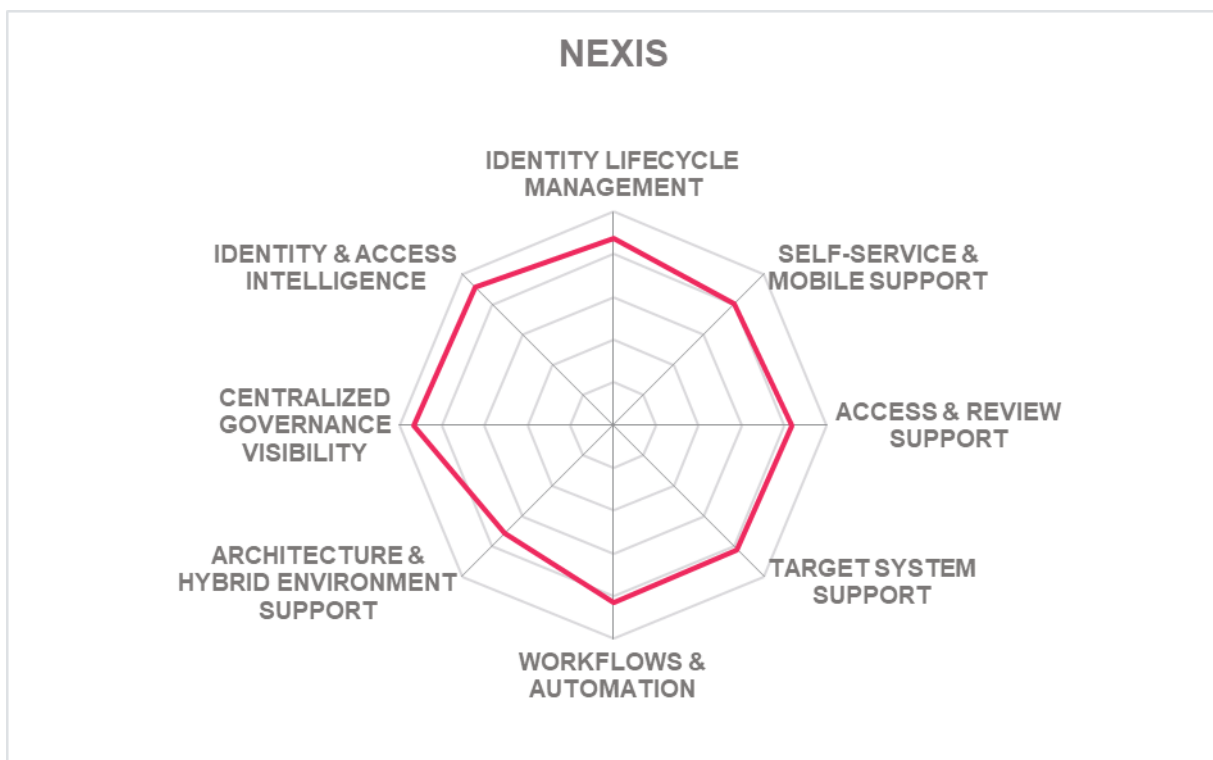 NEXIS
IDENTITY LIFECYCLE
MANAGEMENT
IDENTITY & ACCESS
INTELLIGENCE
SELF-SERVICE &
MOBILE SUPPORT
CENTRALIZED
GOVERNANCE
VISIBILITY
ACCESS & REVIEW
SUPPORT
ARCHITECTURE &
HYBRID ENVIRONMENT
SUPPORT
TARGET SYSTEM
SUPPORT
WORKFLOWS &
AUTOMATION